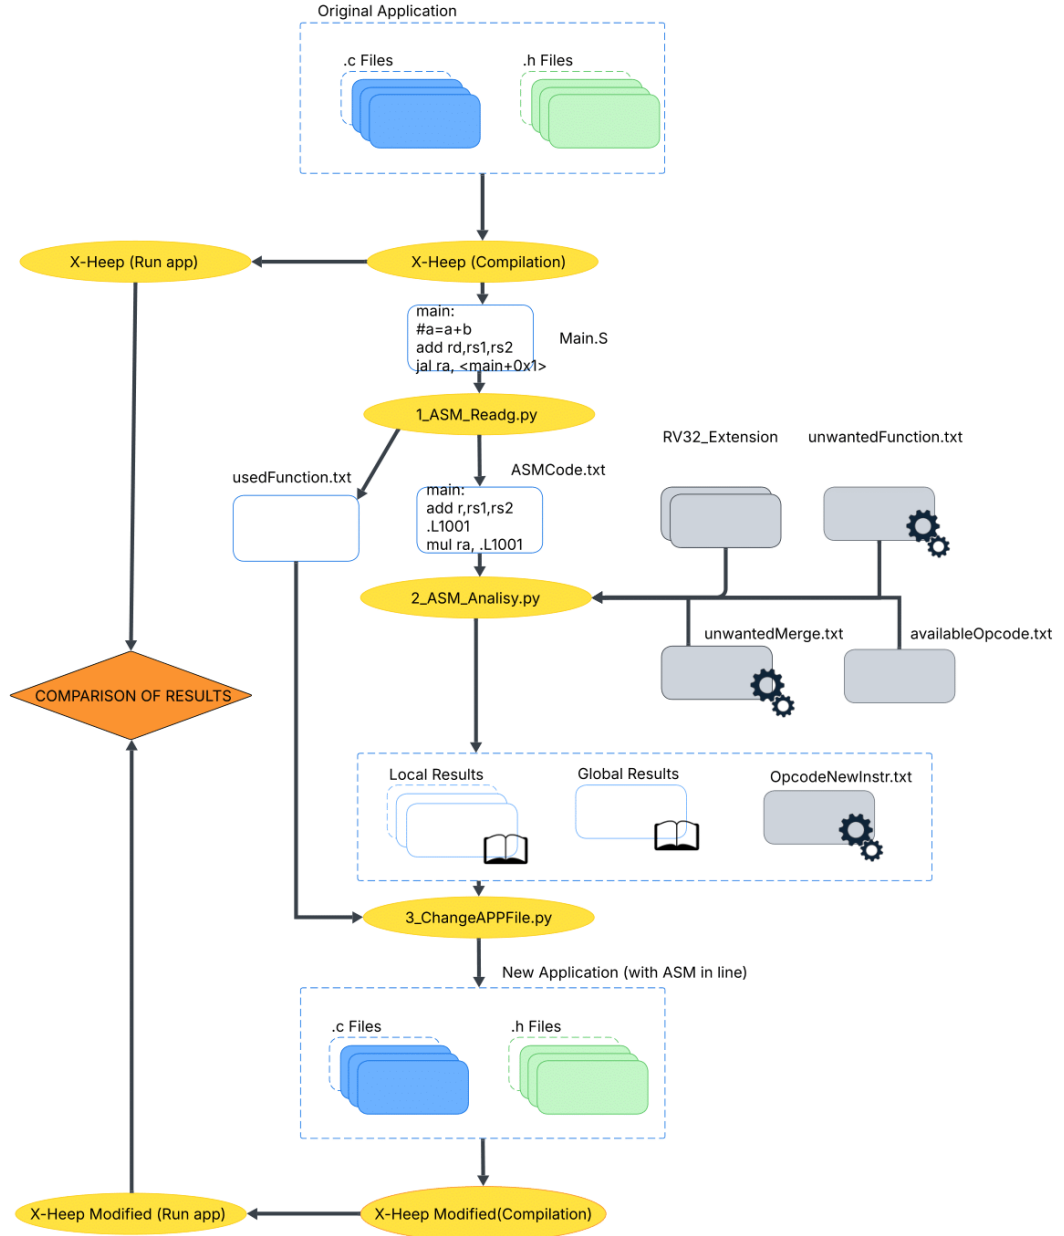 Original Application
.c Files
.h Files
X-Heep (Run app)
X-Heep (Compilation)
main:
#a=a+b
add rd,rs1,rs2
jal ra, <main+0x1>
Main.S
1_ASM_Readg.py
RV32_Extension
unwantedFunction.txt
usedFunction.txt
ASMCode.txt
main:
add r,rs1,rs2
.L1001
mul ra, .L1001
2_ASM_Analisy.py
unwantedMerge.txt
availableOpcode.txt
COMPARISON OF RESULTS
Local Results
Global Results
OpcodeNewInstr.txt
3_ChangeAPPFile.py
New Application (with ASM in line)
.c Files
.h Files
X-Heep Modified (Run app)
X-Heep Modified(Compilation)